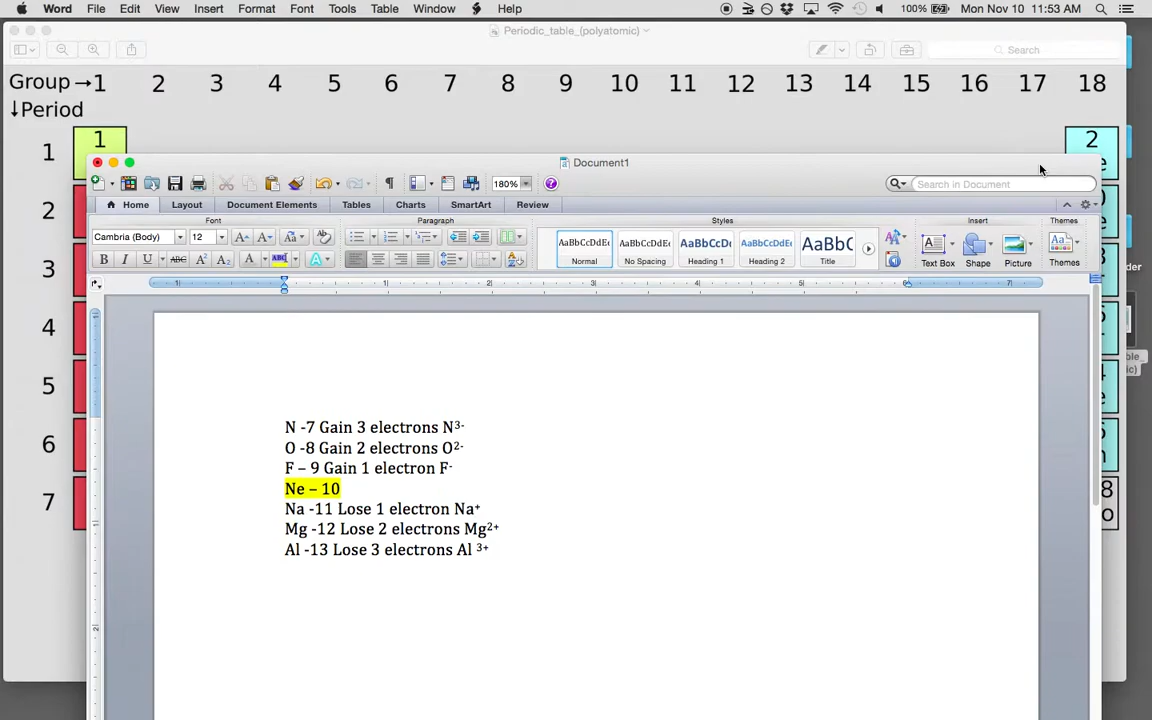 Word File Edit View Insert Format Font Tools Table Window Help 100% Mon Nov 10 11:53 AM
Periodic_table_(polyatomic)
Search
Group →1 2 3 4 5 6 7 8 9 10 11 12 13 14 15 16 17 18
↓Period
1 1 2
Document1
180% Search in Document
Home Layout Document Elements Tables Charts SmartArt Review
Font Paragraph Styles Insert Themes
Cambria (Body) 12 AaBbCcDdEe AaBbCcDdEe AaBbCcDdEe AaBbCcDdEe AaBbC
B I U ABC A² A₂ A ABC A Normal No Spacing Heading 1 Heading 2 Title Text Box Shape Picture Themes
2
3
4
5
6
7
N -7 Gain 3 electrons N³⁻
O -8 Gain 2 electrons O²⁻
F – 9 Gain 1 electron F⁻
Ne – 10
Na -11 Lose 1 electron Na⁺
Mg -12 Lose 2 electrons Mg²⁺
Al -13 Lose 3 electrons Al ³⁺